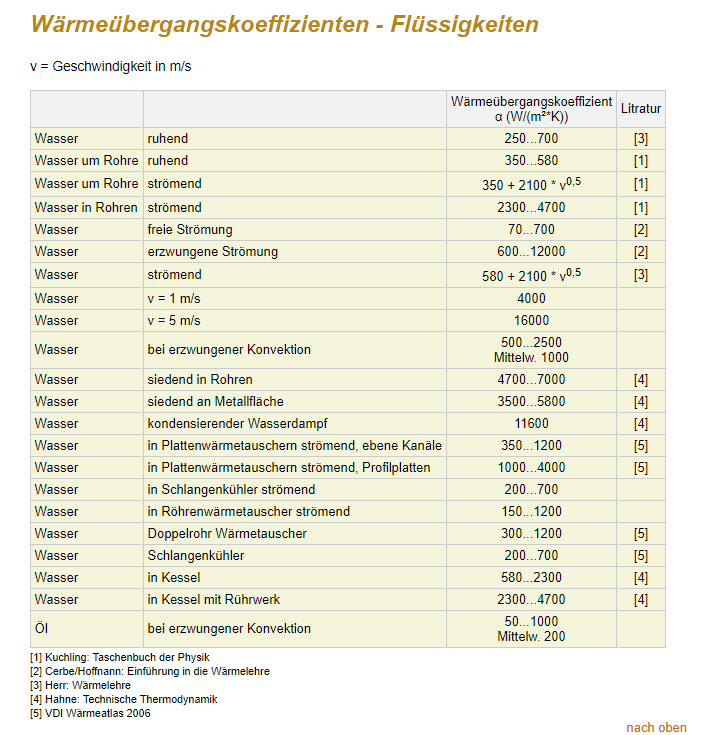 Wärmeübergangskoeffizienten - Flüssigkeiten
v = Geschwindigkeit in m/s
Wärmeübergangskoeffizient α (W/(m²*K)) Litratur
Wasser ruhend 250...700 [3]
Wasser um Rohre ruhend 350...580 [1]
Wasser um Rohre strömend 350 + 2100 * v^0,5 [1]
Wasser in Rohren strömend 2300...4700 [1]
Wasser freie Strömung 70...700 [2]
Wasser erzwungene Strömung 600...12000 [2]
Wasser strömend 580 + 2100 * v^0,5 [3]
Wasser v = 1 m/s 4000
Wasser v = 5 m/s 16000
Wasser bei erzwungener Konvektion 500...2500 Mittelw. 1000
Wasser siedend in Rohren 4700...7000 [4]
Wasser siedend an Metallfläche 3500...5800 [4]
Wasser kondensierender Wasserdampf 11600 [4]
Wasser in Plattenwärmetauschern strömend, ebene Kanäle 350...1200 [5]
Wasser in Plattenwärmetauschern strömend, Profilplatten 1000...4000 [5]
Wasser in Schlangenkühler strömend 200...700
Wasser in Röhrenwärmetauscher strömend 150...1200
Wasser Doppelrohr Wärmetauscher 300...1200 [5]
Wasser Schlangenkühler 200...700 [5]
Wasser in Kessel 580...2300 [4]
Wasser in Kessel mit Rührwerk 2300...4700 [4]
Öl bei erzwungener Konvektion 50...1000 Mittelw. 200
[1] Kuchling: Taschenbuch der Physik
[2] Cerbe/Hoffnann: Einführung in die Wärmelehre
[3] Herr: Wärmelehre
[4] Hahne: Technische Thermodynamik
[5] VDI Wärmeatlas 2006
nach oben